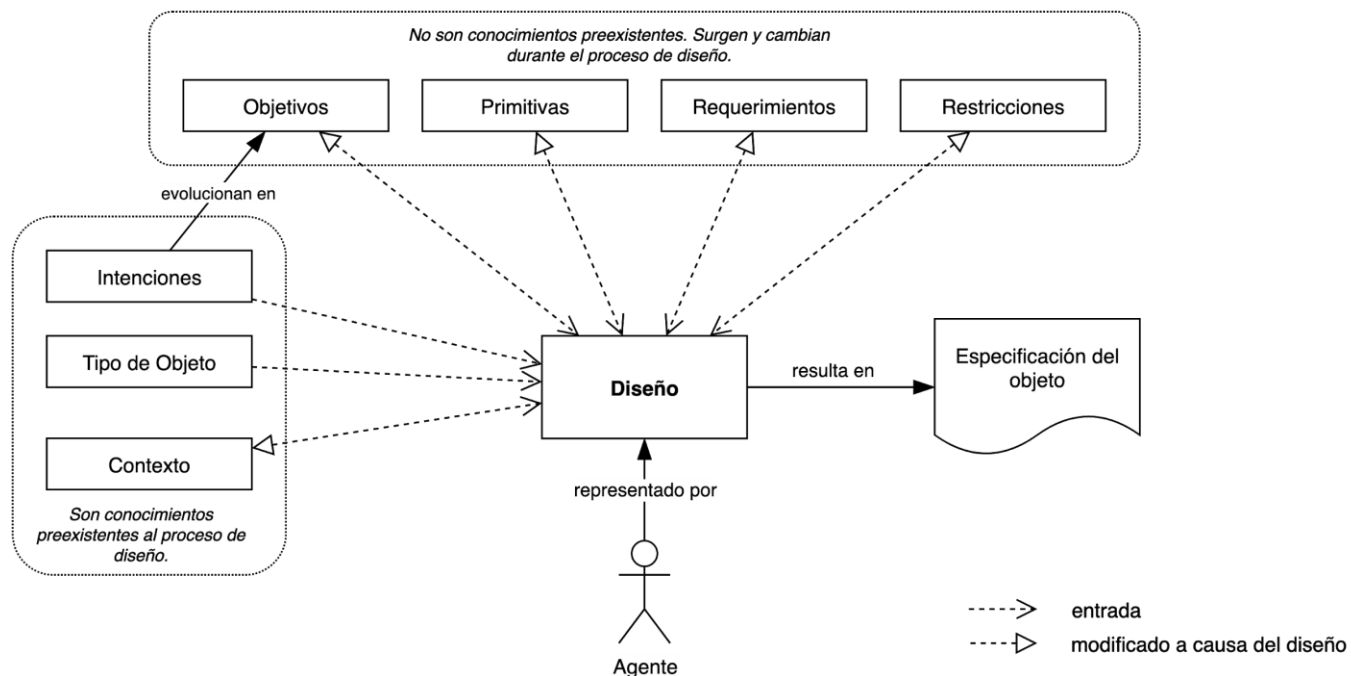 No son conocimientos preexistentes. Surgen y cambian
durante el proceso de diseño.
Objetivos
Primitivas
Requerimientos
Restricciones
evolucionan en
Intenciones
Tipo de Objeto
Contexto
Son conocimientos
preexistentes al proceso de
diseño.
Diseño
resulta en
Especificación del
objeto
representado por
Agente
entrada
modificado a causa del diseño